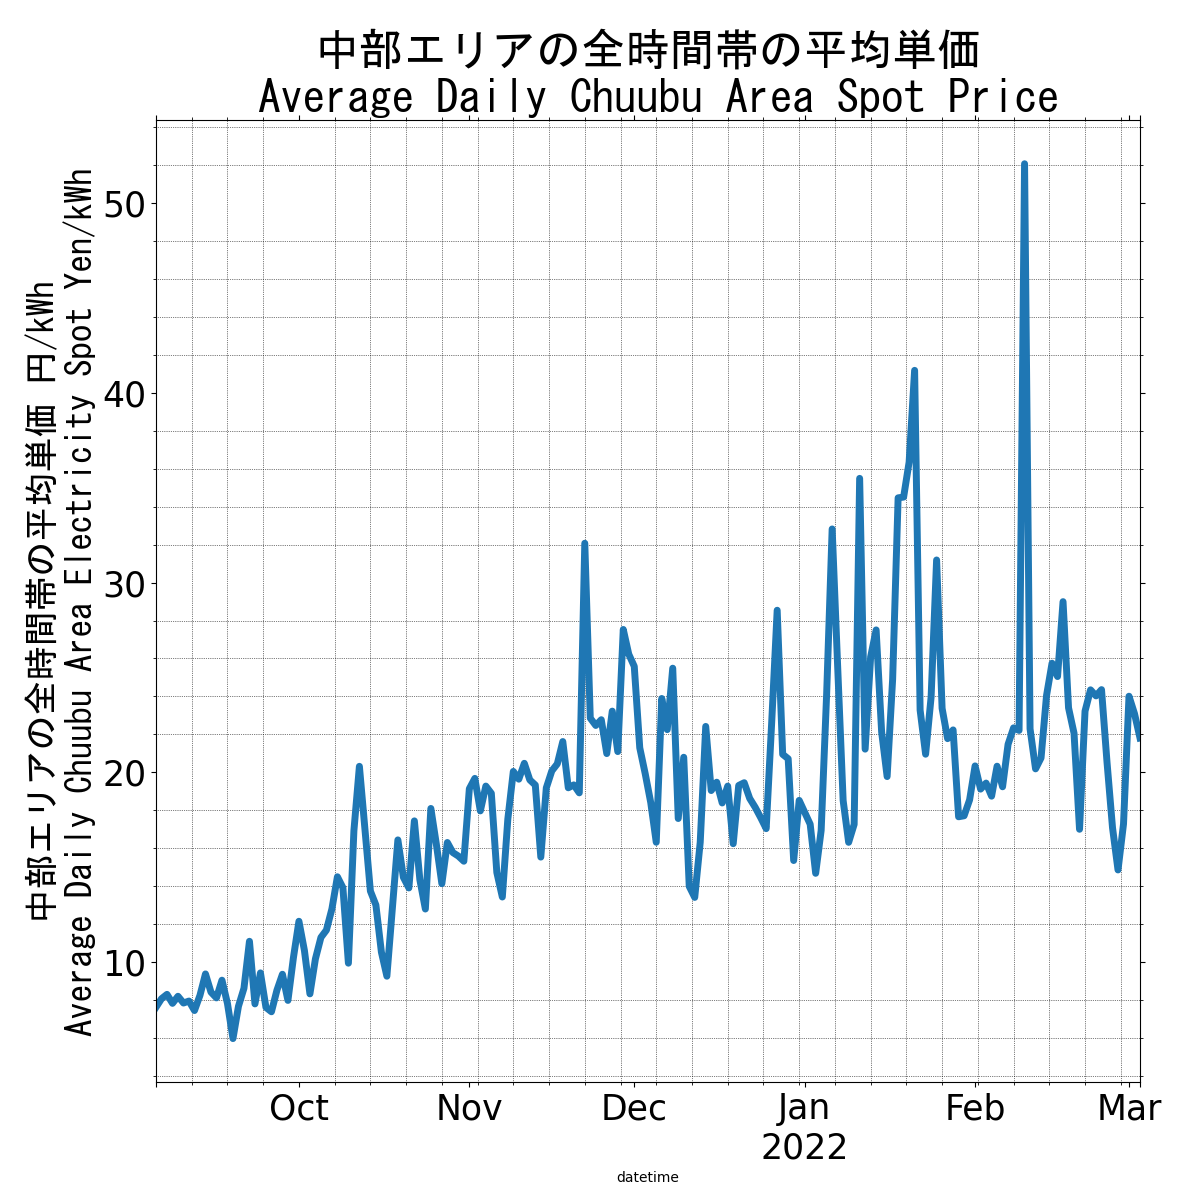 中部エリアの全時間帯の平均単価
Average Daily Chuubu Area Spot Price
中部エリアの全時間帯の平均単価 円/kWh
Average Daily Chuubu Area Electricity Spot Yen/kWh
50
40
30
20
10
Oct
Nov
Dec
Jan
2022
Feb
Mar
datetime